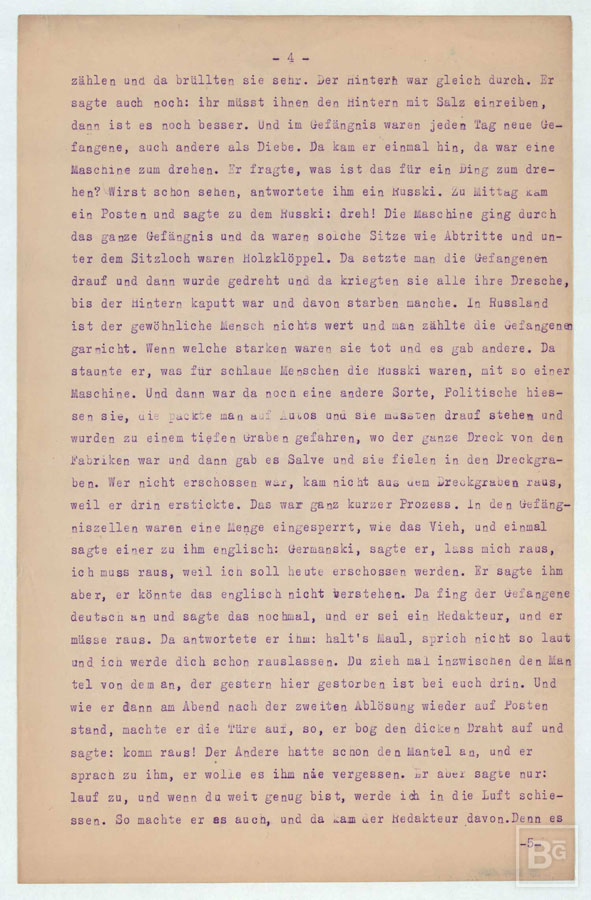 - 4 -
zählen und da brüllten sie sehr. Der Hintern war gleich durch. Er
sagte auch noch: ihr müsst ihnen den Hintern mit Salz einreiben,
dann ist es noch besser. Und im Gefängnis waren jeden Tag neue Ge-
fangene, auch andere als Diebe. Da kam er einmal hin, da war eine
Maschine zum drehen. Er fragte, was ist das für ein Ding zum dre-
hen? Wirst schon sehen, antwortete ihm ein Russki. Zu Mittag kam
ein Posten und sagte zu dem Russki: dreh! Die Maschine ging durch
das ganze Gefängnis und da waren solche Sitze wie Abtritte und un-
ter dem Sitzloch waren Holzklöppel. Da setzte man die Gefangenen
drauf und dann wurde gedreht und da kriegten sie alle ihre Dresche,
bis der Hintern kaputt war und davon starben manche. In Russland
ist der gewöhnliche Mensch nichts wert und man zählte die Gefangenen
garnicht. Wenn welche starken waren sie tot und es gab andere. Da
staunte er, was für schlaue Menschen die Russki waren, mit so einer
Maschine. Und dann war da noch eine andere Sorte, Politische hies-
sen sie, die packte man auf Autos und sie mussten drauf stehen und
wurden zu einem tiefen Graben gefahren, wo der ganze Dreck von den
Fabriken war und dann gab es Salve und sie fielen in den Dreckgra-
ben. Wer nicht erschossen war, kam nicht aus dem Dreckgraben raus,
weil er drin erstickte. Das war ganz kurzer Prozess. In den Gefäng-
niszellen waren eine Menge eingesperrt, wie das Vieh, und einmal
sagte einer zu ihm englisch: Germanski, sagte er, lass mich raus,
ich muss raus, weil ich soll heute erschossen werden. Er sagte ihm
aber, er könnte das englisch nicht verstehen. Da fing der Gefangene
deutsch an und sagte das nochmal, und er sei ein Redakteur, und er
müsse raus. Da antwortete er ihm: halt's Maul, sprich nicht so laut
und ich werde dich schon rauslassen. Du zieh mal inzwischen den Man
tel von dem an, der gestern hier gestorben ist bei euch drin. Und
wie er dann am Abend nach der zweiten Ablösung wieder auf Posten
stand, machte er die Türe auf, so, er bog den dicken Draht auf und
sagte: komm raus! Der Andere hatte schon den Mantel an, und er
sprach zu ihm, er wolle es ihm nie vergessen. Er aber sagte nur:
lauf zu, und wenn du weit genug bist, werde ich in die Luft schie-
ssen. So machte er es auch, und da kam der Redakteur davon.Denn es
-5-
BG